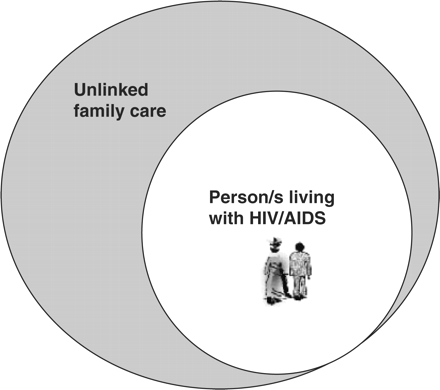 Unlinked
family care
Person/s living
with HIV/AIDS